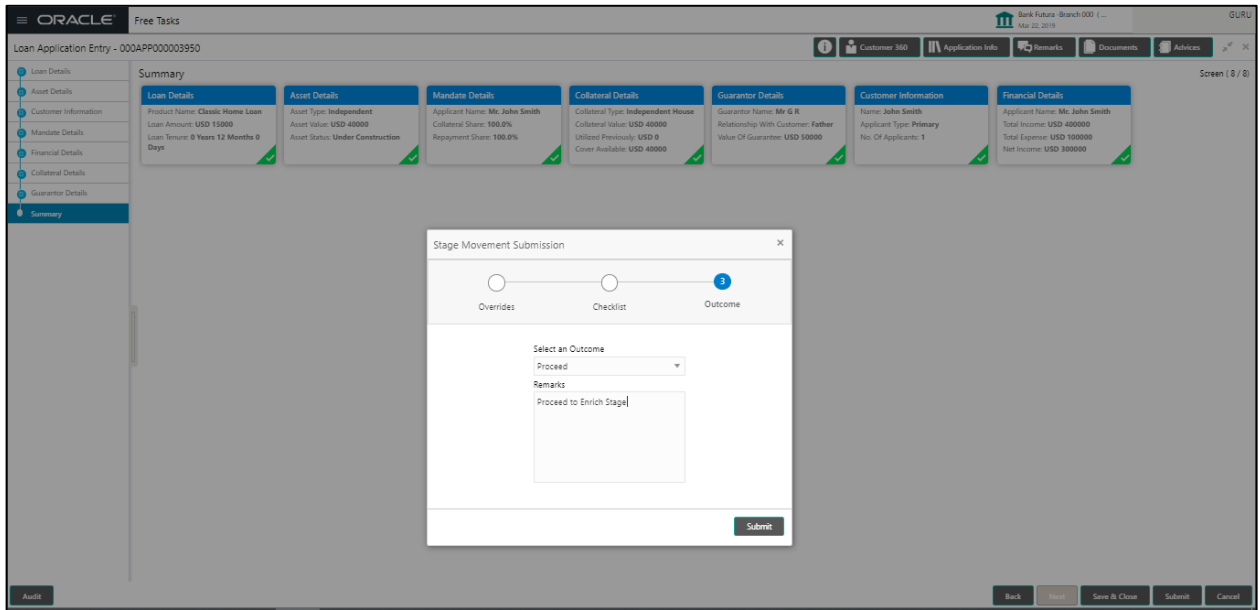 ORACLE Free Tasks
Bank Futura -Branch 000 ( ...
Mar 22, 2019
GURU
Loan Application Entry - 000APP000003950
Customer 360 Application Info Remarks Documents Advices
Loan Details
Asset Details
Customer Information
Mandate Details
Financial Details
Collateral Details
Guarantor Details
Summary
Summary
Screen ( 8 / 8)
Loan Details
Product Name: Classic Home Loan
Loan Amount: USD 15000
Loan Tenure: 0 Years 12 Months 0
Days
Asset Details
Asset Type: Independent
Asset Value: USD 40000
Asset Status: Under Construction
Mandate Details
Applicant Name: Mr. John Smith
Collateral Share: 100.0%
Repayment Share: 100.0%
Collateral Details
Collateral Type: Independent House
Collateral Value: USD 40000
Utilized Previously: USD 0
Cover Available: USD 40000
Guarantor Details
Guarantor Name: Mr G R
Relationship With Customer: Father
Value Of Guarantee: USD 50000
Customer Information
Name: John Smith
Applicant Type: Primary
No. Of Applicants: 1
Financial Details
Applicant Name: Mr. John Smith
Total Income: USD 400000
Total Expense: USD 100000
Net Income: USD 300000
Stage Movement Submission
3
Overrides Checklist Outcome
Select an Outcome
Proceed
Remarks
Proceed to Enrich Stage
Submit
Audit
Back Next Save & Close Submit Cancel